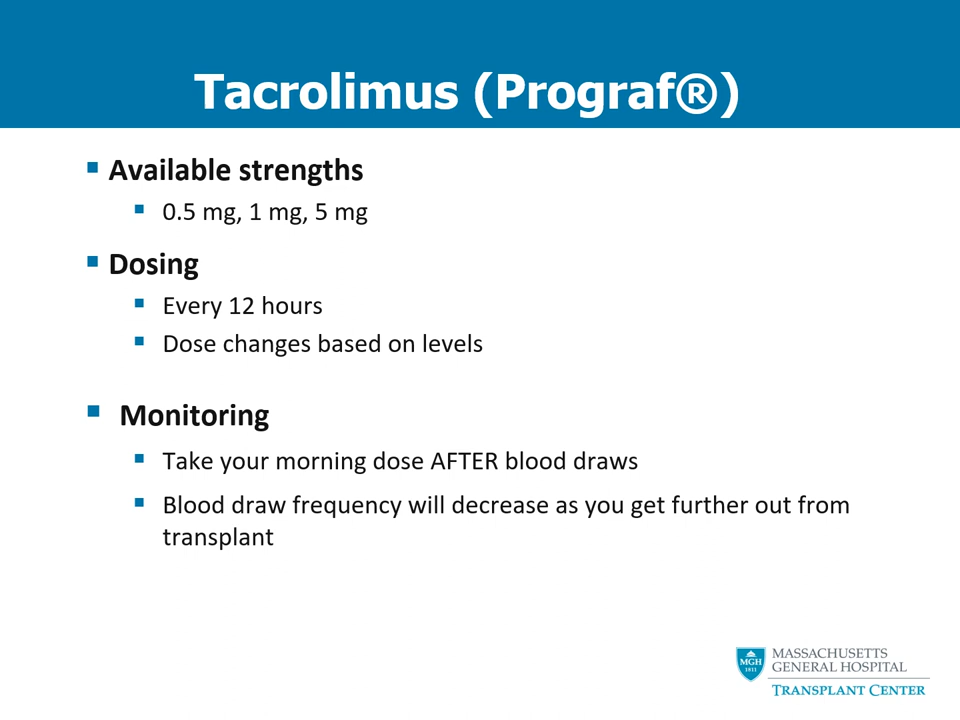 Tacrolimus (Prograf®)
Available strengths
0.5 mg, 1 mg, 5 mg
Dosing
Every 12 hours
Dose changes based on levels
Monitoring
Take your morning dose AFTER blood draws
Blood draw frequency will decrease as you get further out from
transplant
MGH
1811
MASSACHUSETTS
GENERAL HOSPITAL
TRANSPLANT CENTER